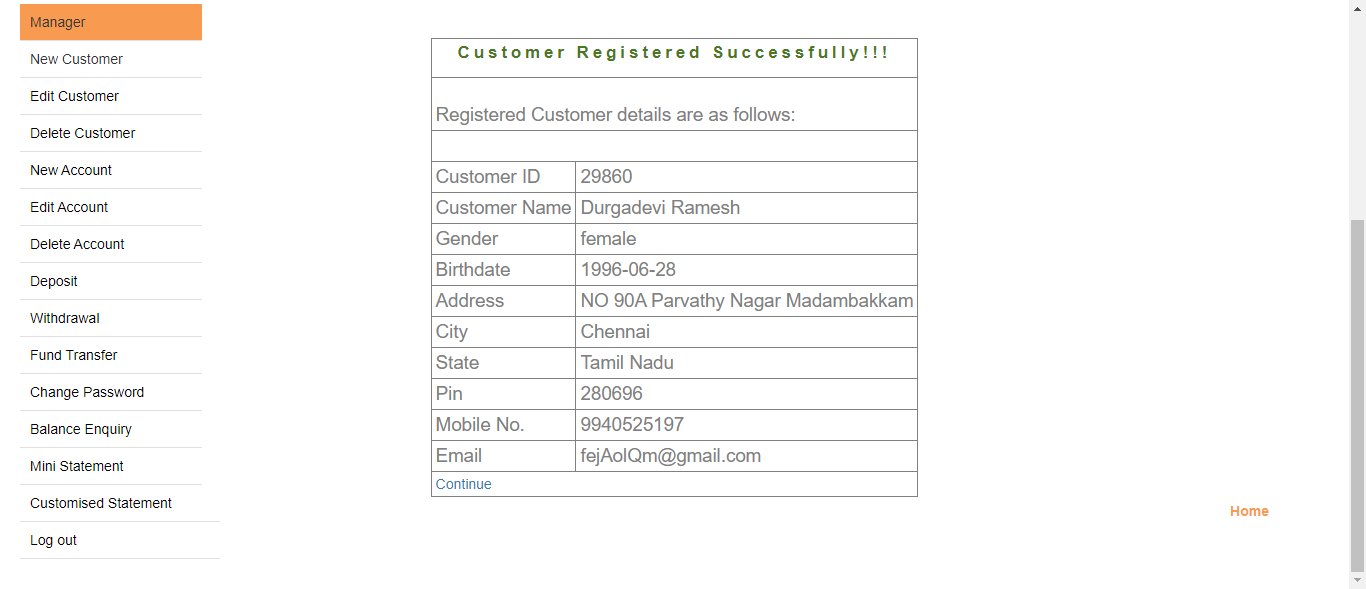 Manager
New Customer
Edit Customer
Delete Customer
New Account
Edit Account
Delete Account
Deposit
Withdrawal
Fund Transfer
Change Password
Balance Enquiry
Mini Statement
Customised Statement
Log out
Customer Registered Successfully!!!
Registered Customer details are as follows:
Customer ID 29860
Customer Name Durgadevi Ramesh
Gender female
Birthdate 1996-06-28
Address NO 90A Parvathy Nagar Madambakkam
City Chennai
State Tamil Nadu
Pin 280696
Mobile No. 9940525197
Email fejAolQm@gmail.com
Continue
Home